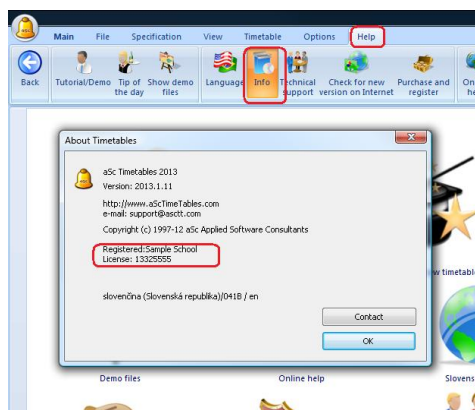 aSc
Main File Specification View Timetable Options Help
Back Tutorial/Demo Tip of the day Show demo files Language Info Technical support Check for new version on Internet Purchase and register
About Timetables
aSc Timetables 2013
Version: 2013.1.11
http://www.aScTimeTables.com
e-mail: support@asctt.com
Copyright (c) 1997-12 aSc Applied Software Consultants
Registered:Sample School
License: 13325555
slovenčina (Slovenská republika)/041B / en
Contact
OK
Demo files Online help